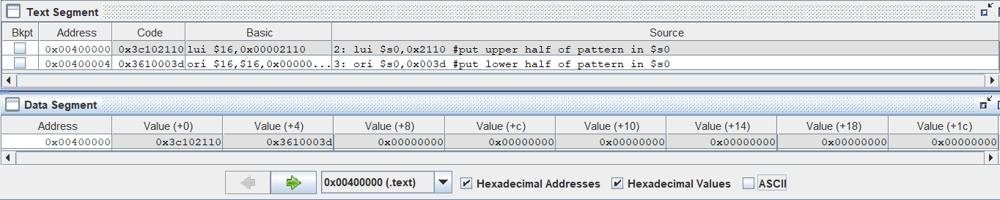 Text Segment
Bkpt Address Code Basic Source
0x00400000 0x3c102110 lui $16,0x00002110 2: lui $s0,0x2110 #put upper half of pattern in $s0
0x00400004 0x3610003d ori $16,$16,0x00000... 3: ori $s0,0x003d #put lower half of pattern in $s0
Data Segment
Address Value (+0) Value (+4) Value (+8) Value (+c) Value (+10) Value (+14) Value (+18) Value (+1c)
0x00400000 0x3c102110 0x3610003d 0x00000000 0x00000000 0x00000000 0x00000000 0x00000000 0x00000000
0x00400000 (.text) Hexadecimal Addresses Hexadecimal Values ASCII